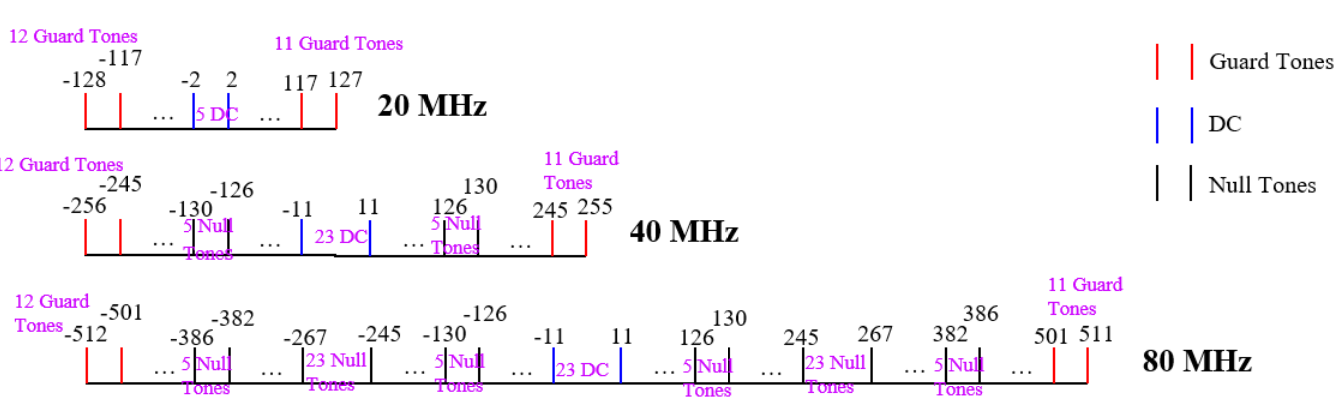 12 Guard Tones
11 Guard Tones
-117
-128
-2
2
117
127
...
5 DC
...
20 MHz
Guard Tones
DC
Null Tones
12 Guard Tones
11 Guard
Tones
-245
-126
130
-256
-130
-11
11
126
245
255
...
5 Null
Tones
...
23 DC
...
5 Null
Tones
...
40 MHz
12 Guard
Tones
11 Guard
Tones
-501
-382
-126
130
386
-512
-386
-267
-245
-130
-11
11
126
245
267
382
501
511
...
5 Null
Tones
...
23 Null
Tones
...
5 Null
Tones
...
23 DC
...
5 Null
Tones
...
23 Null
Tones
...
5 Null
Tones
...
80 MHz